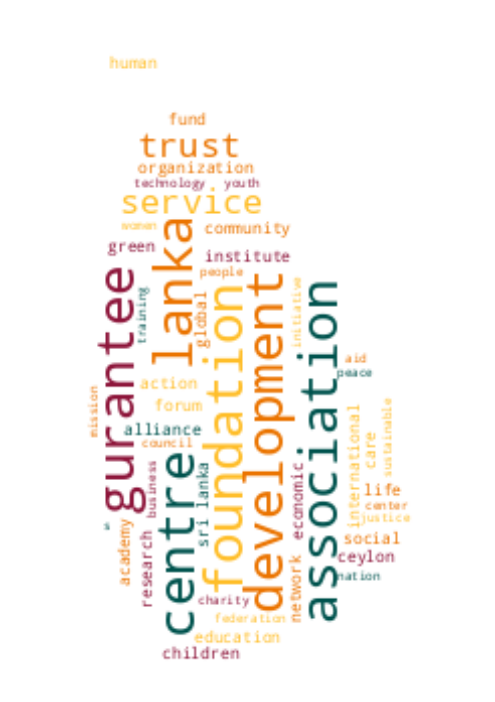 human
fund
trust
organization
technology youth
service
women
community
green
lanka
institute
people
gurantee
training
global
foundation
development
initiative
association
aid
peace
action
mission
forum
alliance
council
international
care
sustainable
centre
business
sri lanka
economic
life
center
justice
s
academy
research
social
ceylon
network
nation
charity
federation
education
children